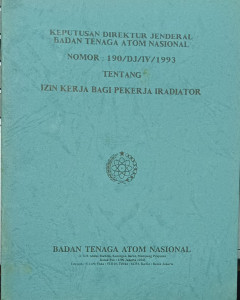 KEPUTUSAN DIREKTUR JENDERAL
BADAN TENAGA ATOM NASIONAL
NOMOR : 190/DJ/IV/1993
TENTANG
IZIN KERJA BAGI PEKERJA IRADIATOR
BADAN TENAGA ATOM NASIONAL